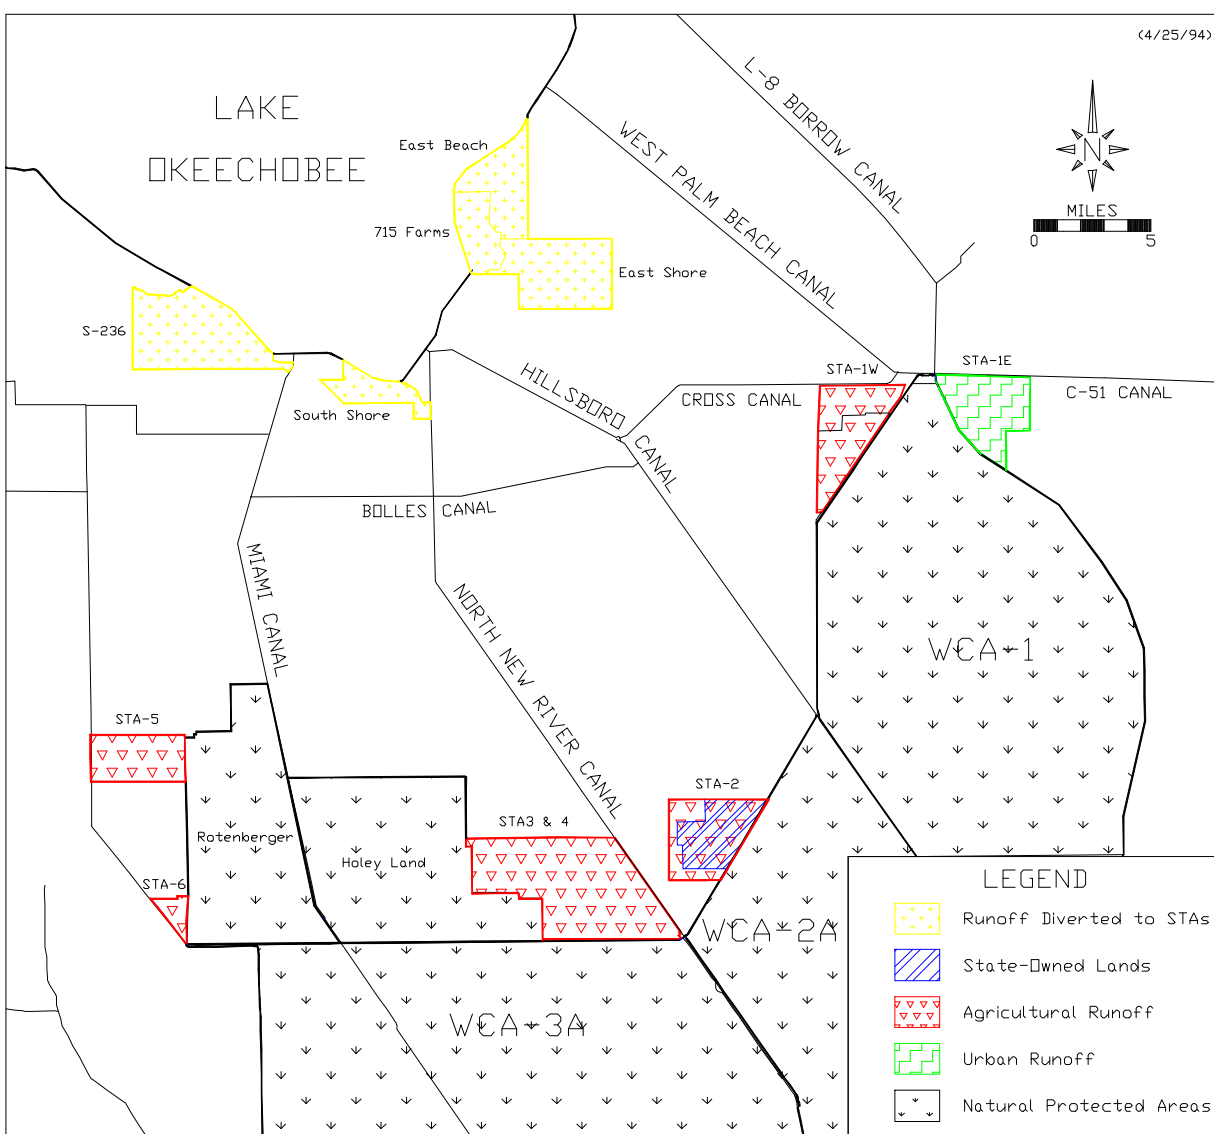 (4/25/94)
LAKE
OKEECHOBEE
L-8 BORROW CANAL
WEST PALM BEACH CANAL
N
MILES
0 5
East Beach
715 Farms
East Shore
S-236
South Shore
HILLSBORO CANAL
CROSS CANAL
STA-1W
STA-1E
C-51 CANAL
BOLLES CANAL
MIAMI CANAL
NORTH NEW RIVER CANAL
WCA-1
STA-5
STA-2
STA3 & 4
Rotenberger
Holey Land
STA-6
WCA-2A
WCA-3A
LEGEND
Runoff Diverted to STAs
State-Owned Lands
Agricultural Runoff
Urban Runoff
Natural Protected Areas